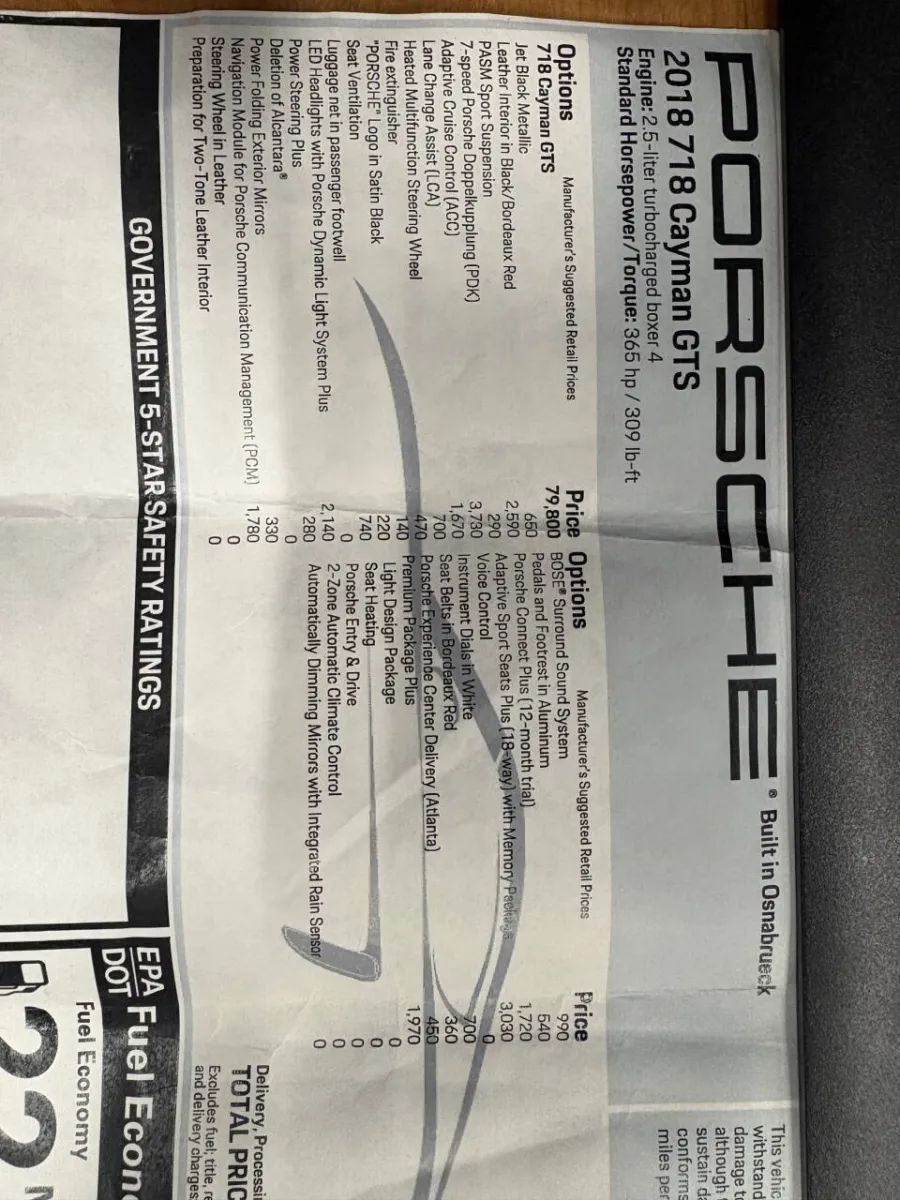 PORSCHE® Built in Osnabrueck
2018 718 Cayman GTS
Engine: 2.5-liter turbocharged boxer 4
Standard Horsepower/Torque: 365 hp / 309 lb-ft
Options Manufacturer's Suggested Retail Prices Price
718 Cayman GTS 79,800
Jet Black Metallic 650
Leather Interior in Black/Bordeaux Red 2,590
PASM Sport Suspension 290
7-speed Porsche Doppelkupplung (PDK) 3,730
Adaptive Cruise Control (ACC) 1,670
Lane Change Assist (LCA) 700
Heated Multifunction Steering Wheel 470
Fire extinguisher 140
"PORSCHE" Logo in Satin Black 220
Seat Ventilation 740
Luggage net in passenger footwell 0
LED Headlights with Porsche Dynamic Light System Plus 2,140
Power Steering Plus 280
Deletion of Alcantara® 0
Power Folding Exterior Mirrors 330
Navigation Module for Porsche Communication Management (PCM) 1,780
Steering Wheel in Leather 0
Preparation for Two-Tone Leather Interior 0
Options Manufacturer's Suggested Retail Prices Price
BOSE® Surround Sound System 990
Pedals and Footrest in Aluminum 540
Porsche Connect Plus (12-month trial) 1,720
Adaptive Sport Seats Plus (18-way) with Memory Package 3,030
Voice Control 0
Instrument Dials in White 700
Seat Belts in Bordeaux Red 360
Porsche Experience Center Delivery (Atlanta) 450
Premium Package Plus 1,970
Light Design Package 0
Seat Heating 0
Porsche Entry & Drive 0
2-Zone Automatic Climate Control 0
Automatically Dimming Mirrors with Integrated Rain Sensor 0
This vehic
withstand
damage t
although
sustain da
conforms
miles per
Delivery, Processi
TOTAL PRIC
Excludes fuel; title, re
and delivery charges
GOVERNMENT 5-STAR SAFETY RATINGS
EPA
DOT
Fuel Econ
Fuel Economy
22